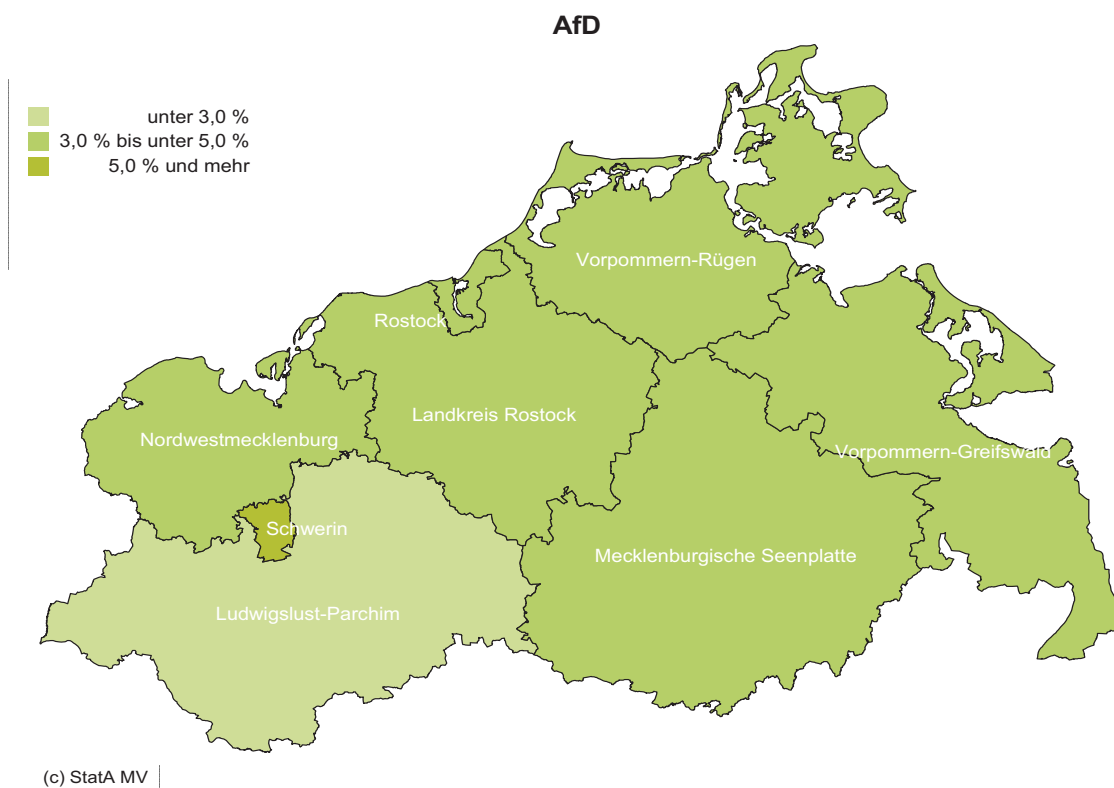 AfD
unter 3,0 %
3,0 % bis unter 5,0 %
5,0 % und mehr
Vorpommern-Rügen
Rostock
Landkreis Rostock
Nordwestmecklenburg
Vorpommern-Greifswald
Schwerin
Mecklenburgische Seenplatte
Ludwigslust-Parchim
(c) StatA MV